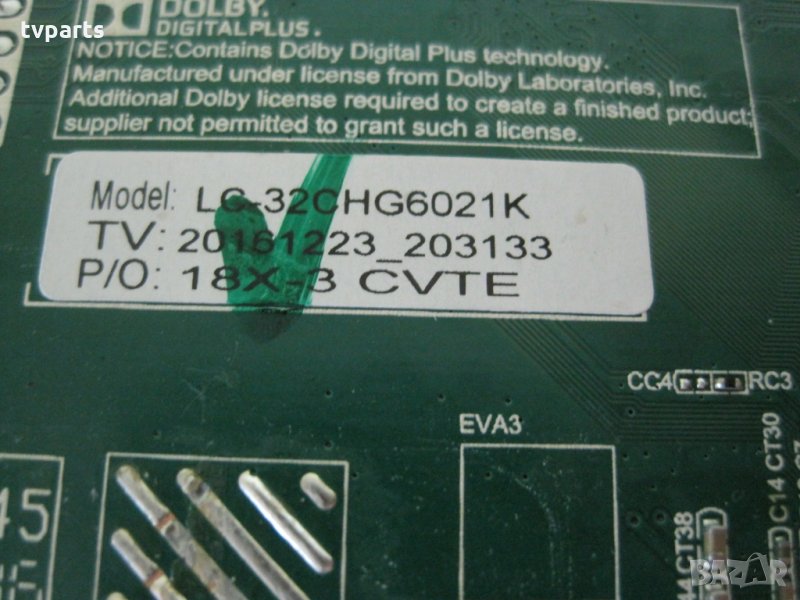 tvparts
DOLBY.
DIGITAL PLUS.
NOTICE:Contains Dolby Digital Plus technology.
Manufactured under license from Dolby Laboratories, Inc.
Additional Dolby license required to create a finished product;
supplier not permitted to grant such a license.
Model: LC-32CHG6021K
TV: 20161223_203133
P/O: 18X-3 CVTE
CC4
RC3
EVA3
45
CT38
C14 CT30
BAZAR